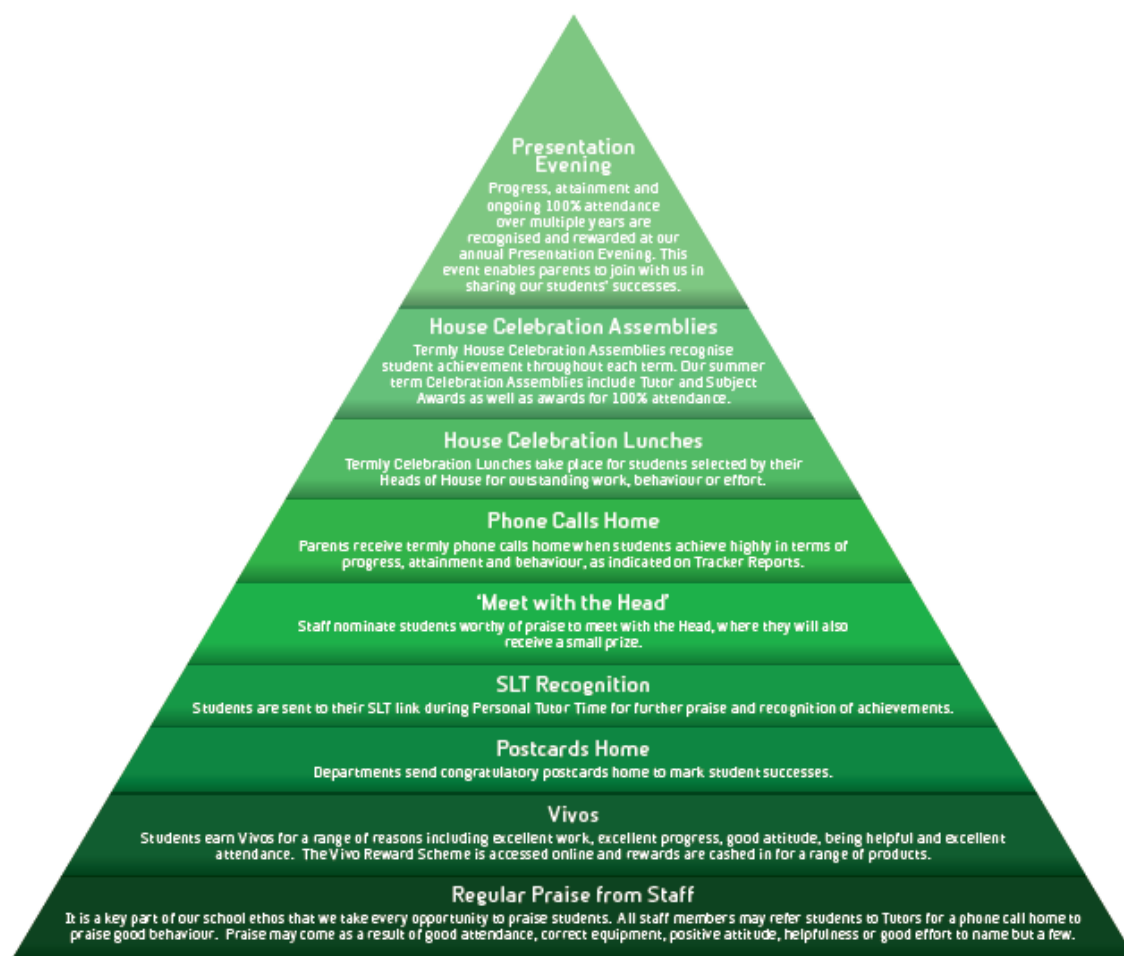 Presentation
Evening
Progress, attainment and
ongoing 100% attendance
over multiple years are
recognised and rewarded at our
annual Presentation Evening. This
event enables parents to join with us in
sharing our students' successes.
House Celebration Assemblies
Termly House Celebration Assemblies recognise
student achievement throughout each term. Our summer
term Celebration Assemblies include Tutor and Subject
Awards as well as awards for 100% attendance.
House Celebration Lunches
Termly Celebration Lunches take place for students selected by their
Heads of House for outstanding work, behaviour or effort.
Phone Calls Home
Parents receive termly phone calls home when students achieve highly in terms of
progress, attainment and behaviour, as indicated on Tracker Reports.
'Meet with the Head'
Staff nominate students worthy of praise to meet with the Head, where they will also
receive a small prize.
SLT Recognition
Students are sent to their SLT link during Personal Tutor Time for further praise and recognition of achievements.
Postcards Home
Departments send congratulatory postcards home to mark student successes.
Vivos
Students earn Vivos for a range of reasons including excellent work, excellent progress, good attitude, being helpful and excellent
attendance. The Vivo Reward Scheme is accessed online and rewards are cashed in for a range of products.
Regular Praise from Staff
It is a key part of our school ethos that we take every opportunity to praise students. All staff members may refer students to Tutors for a phone call home to
praise good behaviour. Praise may come as a result of good attendance, correct equipment, positive attitude, helpfulness or good effort to name but a few.